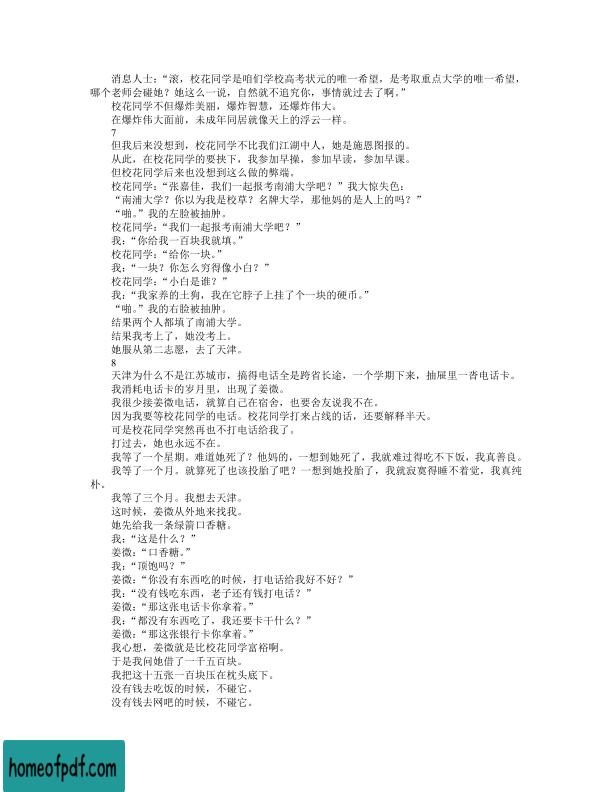 消息人士：“滚，校花同学是咱们学校高考状元的唯一希望，是考取重点大学的唯一希望，
哪个老师会碰她？她这么一说，自然就不追究你，事情就过去了啊。”
校花同学不但爆炸美丽，爆炸智慧，还爆炸伟大。
在爆炸伟大面前，未成年同居就像天上的浮云一样。
7
但我后来没想到，校花同学不比我们江湖中人，她是施恩图报的。
从此，在校花同学的要挟下，我参加早操，参加早读，参加早课。
但校花同学后来也没想到这么做的弊端。
校花同学：“张嘉佳，我们一起报考南浦大学吧？”我大惊失色：
“南浦大学？你以为我是校草？名牌大学，那他妈的是人上的吗？”
“啪。”我的左脸被抽肿。
校花同学：“我们一起报考南浦大学吧？”
我：“你给我一百块我就填。”
校花同学：“给你一块。”
我：“一块？你怎么穷得像小白？”
校花同学：“小白是谁？”
我：“我家养的土狗，我在它脖子上挂了个一块的硬币。”
“啪。”我的右脸被抽肿。
结果两个人都填了南浦大学。
结果我考上了，她没考上。
她服从第二志愿，去了天津。
8
天津为什么不是江苏城市，搞得电话全是跨省长途，一个学期下来，抽屉里一沓电话卡。
我消耗电话卡的岁月里，出现了姜微。
我很少接姜微电话，就算自己在宿舍，也要舍友说我不在。
因为我要等校花同学的电话。校花同学打来占线的话，还要解释半天。
可是校花同学突然再也不打电话给我了。
打过去，她也永远不在。
我等了一个星期。难道她死了？他妈的，一想到她死了，我就难过得吃不下饭，我真善良。
我等了一个月。就算死了也该投胎了吧？一想到她投胎了，我就寂寞得睡不着觉，我真纯
朴。
我等了三个月。我想去天津。
这时候，姜微从外地来找我。
她先给我一条绿箭口香糖。
我：“这是什么？”
姜微：“口香糖。”
我：“顶饱吗？”
姜微：“你没有东西吃的时候，打电话给我好不好？”
我：“没有钱吃东西，老子还有钱打电话？”
姜微：“那这张电话卡你拿着。”
我：“都没有东西吃了，我还要卡干什么？”
姜微：“那这张银行卡你拿着。”
我心想，姜微就是比校花同学富裕啊。
于是我问她借了一千五百块。
我把这十五张一百块压在枕头底下。
没有钱去吃饭的时候，不碰它。
没有钱去网吧的时候，不碰它。
homeofpdf.com